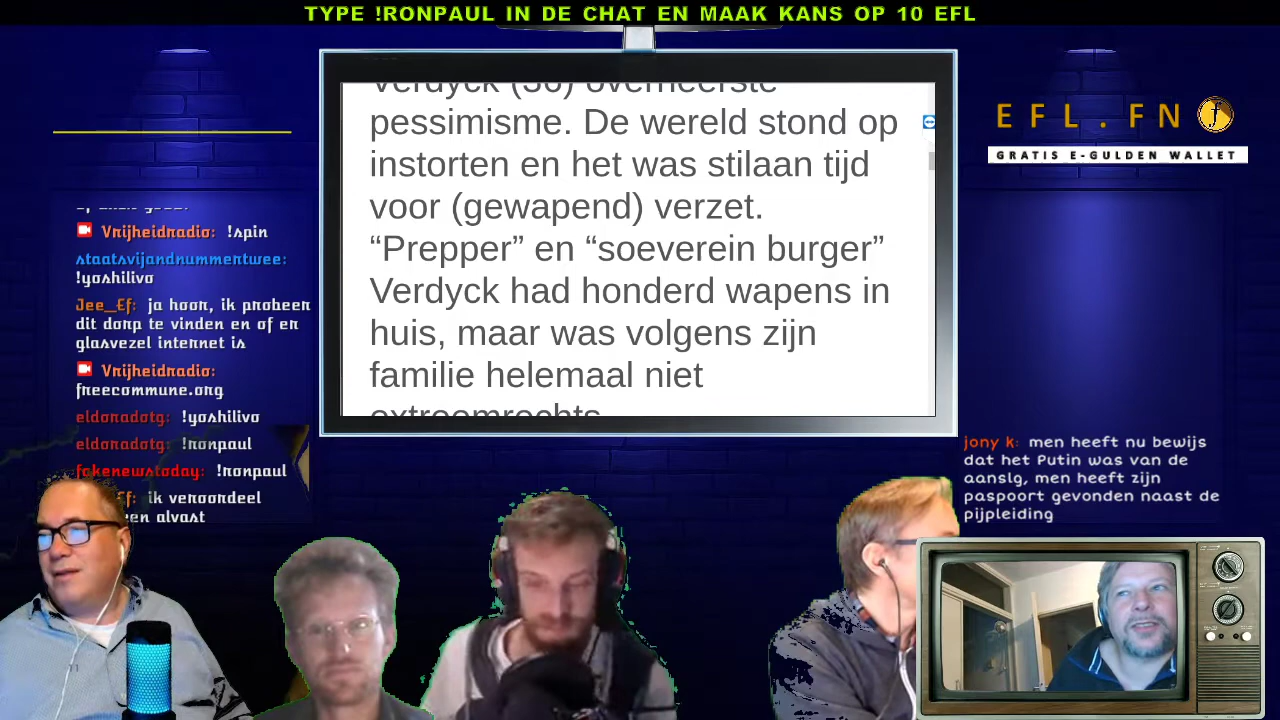 TYPE !RONPAUL IN DE CHAT EN MAAK KANS OP 10 EFL
pessimisme. De wereld stond op
instorten en het was stilaan tijd
voor (gewapend) verzet.
“Prepper” en “soeverein burger”
Verdyck had honderd wapens in
huis, maar was volgens zijn
familie helemaal niet
EFL.FN
GRATIS E-GULDEN WALLET
Vrijheidradio: !spin
staatsvijandnummertwee:
!yoshilivo
Jee_Ef: ja hoor, ik probeer
dit dorp te vinden en of er
glasvezel internet is
Vrijheidradio:
freecommune.org
eldoradotg: !yoshilivo
eldoradotg: !ronpaul
fakenewstoday: !ronpaul
Ef: ik veroordeel
een alvast
jony k: men heeft nu bewijs
dat het Putin was van de
aanslg, men heeft zijn
paspoort gevonden naast de
pijpleiding